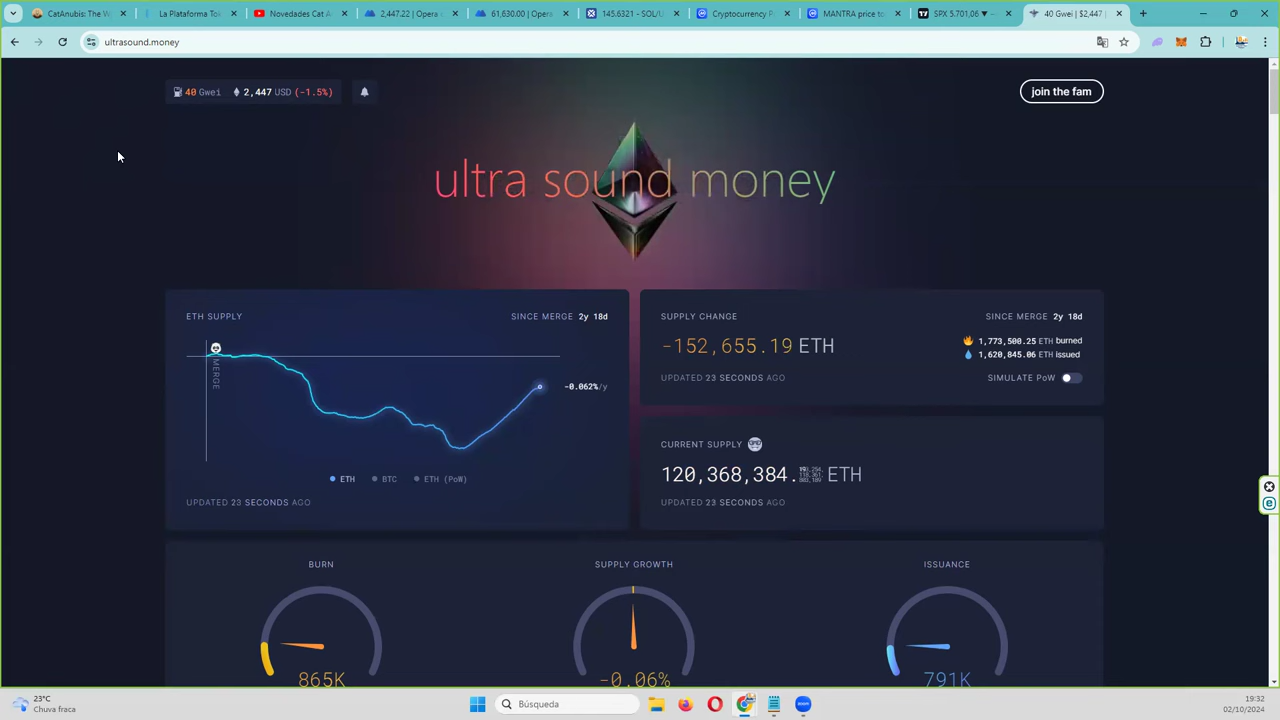 CatAnubis: The W
La Plataforma Tok
Novedades Cat A
2,447.22 | Opera c
61,630.00 | Opera
145.6321 - SOL/U
Cryptocurrency P
MANTRA price to
SPX 5.701,06 ▼ −
40 Gwei | $2,447 |
ultrasound.money
40 Gwei 2,447 USD (-1.5%)
join the fam
ultra sound money
ETH SUPPLY SINCE MERGE 2y 18d
MERGE
-0.062%/y
ETH BTC ETH (PoW)
UPDATED 23 SECONDS AGO
SUPPLY CHANGE SINCE MERGE 2y 18d
-152,655.19 ETH
1,773,500.25 ETH burned
1,620,845.06 ETH issued
UPDATED 23 SECONDS AGO
SIMULATE PoW
CURRENT SUPPLY
120,368,384. ETH
UPDATED 23 SECONDS AGO
BURN
865K
SUPPLY GROWTH
-0.06%
ISSUANCE
791K
23°C
Chuva fraca
Búsqueda
zoom
19:32
02/10/2024